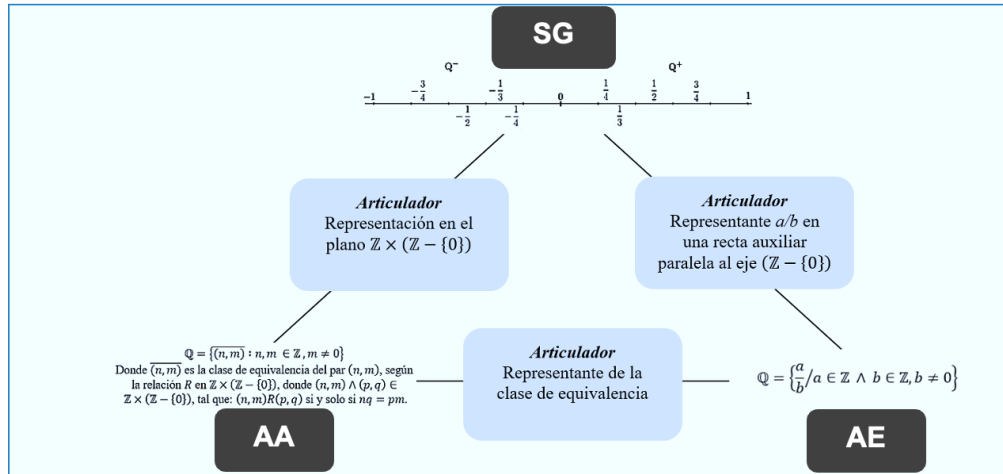 SG
ℚ⁻ ℚ⁺
−1 −3/4 −1/3 0 1/4 1/2 3/4 1
−1/2 −1/4 1/3
Articulador
Representación en el
plano ℤ × (ℤ − {0})
Articulador
Representante a/b en
una recta auxiliar
paralela al eje (ℤ − {0})
ℚ = {(n, m)̅ : n, m ∈ ℤ, m ≠ 0}
Donde (n, m)̅ es la clase de equivalencia del par (n, m), según
la relación R en ℤ × (ℤ − {0}), donde (n, m) ∧ (p, q) ∈
ℤ × (ℤ − {0}), tal que: (n, m)R(p, q) si y solo si nq = pm.
Articulador
Representante de la
clase de equivalencia
ℚ = {a/b /a ∈ ℤ ∧ b ∈ ℤ, b ≠ 0}
AA
AE